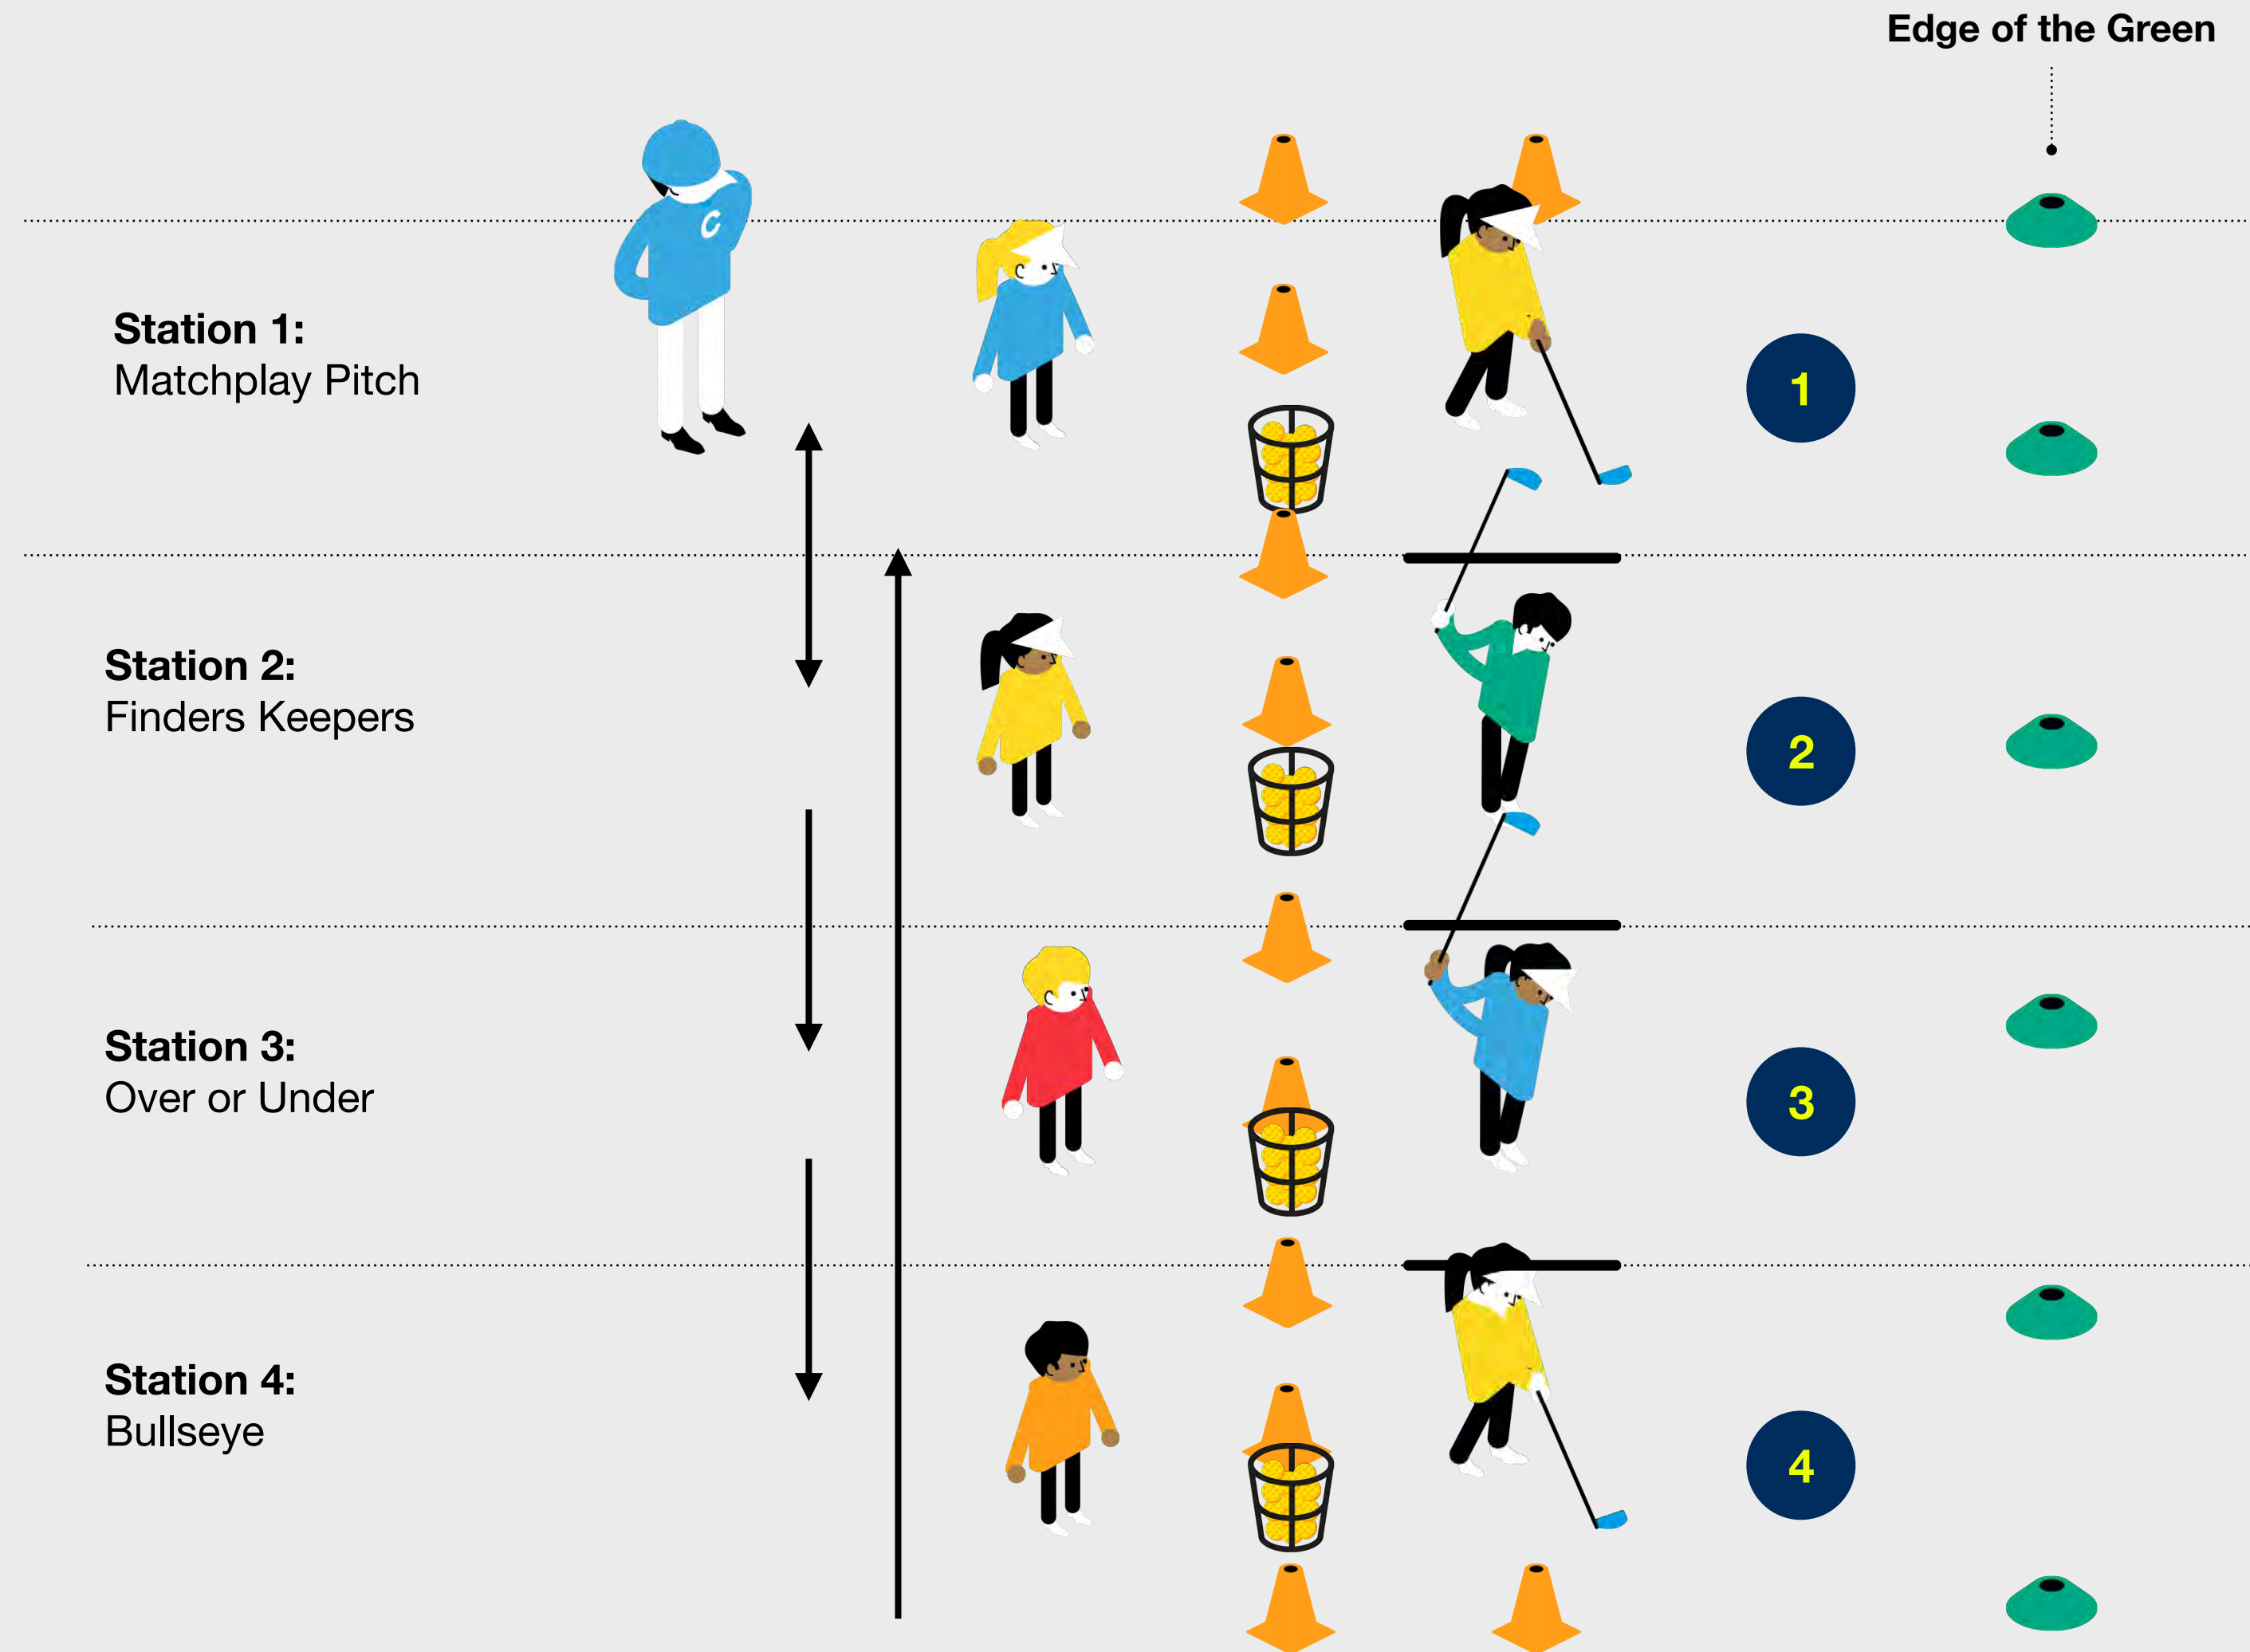 Edge of the Green
C
Station 1:
Matchplay Pitch
1
Station 2:
Finders Keepers
2
Station 3:
Over or Under
3
Station 4:
Bullseye
4